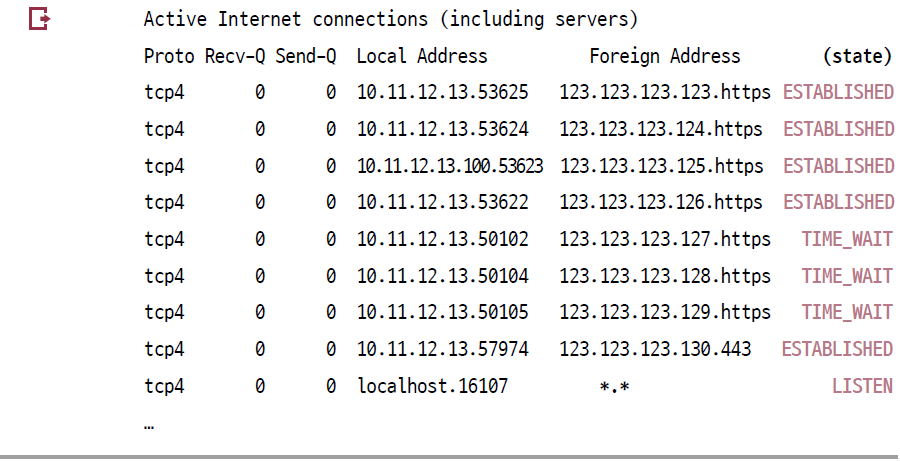 Active Internet connections (including servers)
Proto Recv-Q Send-Q Local Address Foreign Address (state)
tcp4 0 0 10.11.12.13.53625 123.123.123.123.https ESTABLISHED
tcp4 0 0 10.11.12.13.53624 123.123.123.124.https ESTABLISHED
tcp4 0 0 10.11.12.13.100.53623 123.123.123.125.https ESTABLISHED
tcp4 0 0 10.11.12.13.53622 123.123.123.126.https ESTABLISHED
tcp4 0 0 10.11.12.13.50102 123.123.123.127.https TIME_WAIT
tcp4 0 0 10.11.12.13.50104 123.123.123.128.https TIME_WAIT
tcp4 0 0 10.11.12.13.50105 123.123.123.129.https TIME_WAIT
tcp4 0 0 10.11.12.13.57974 123.123.123.130.443 ESTABLISHED
tcp4 0 0 localhost.16107 *.* LISTEN
…